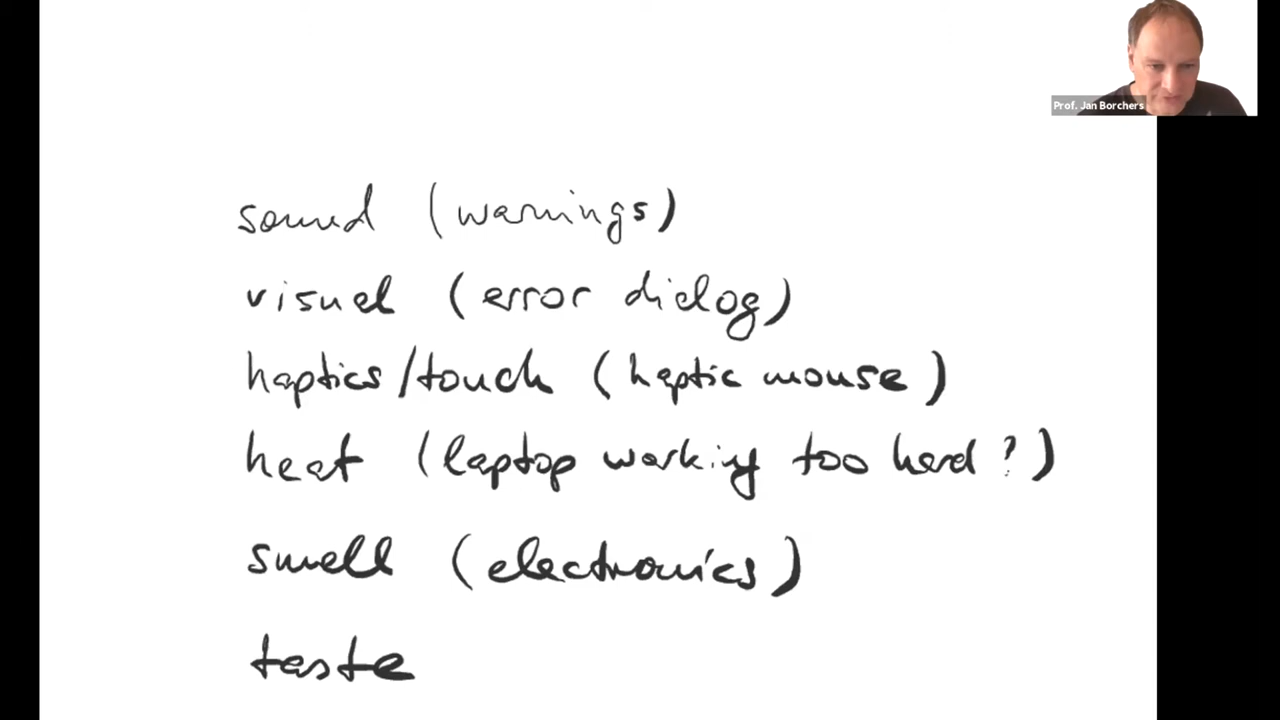 Prof. Jan Borchers
sound (warnings)
visual (error dialog)
haptics/touch (haptic mouse)
heat (laptop working too hard?)
smell (electronics)
taste